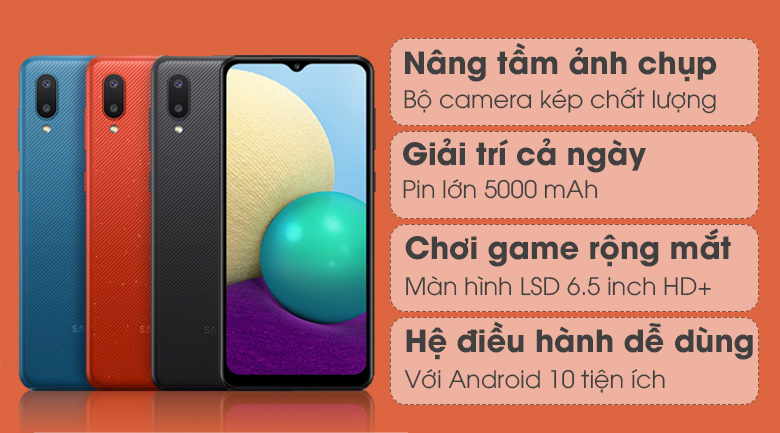 Nâng tầm ảnh chụp
Bộ camera kép chất lượng
Giải trí cả ngày
Pin lớn 5000 mAh
Chơi game rộng mắt
Màn hình LSD 6.5 inch HD+
Hệ điều hành dễ dùng
Với Android 10 tiện ích